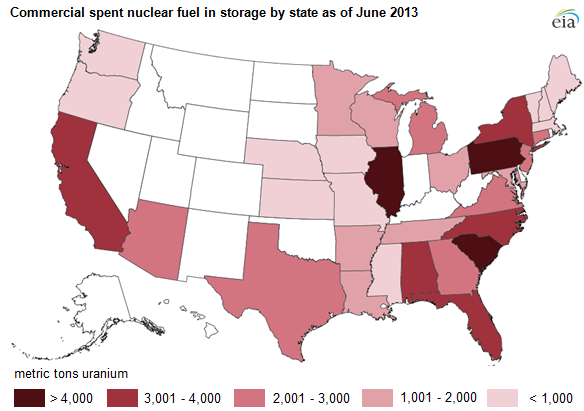 Commercial spent nuclear fuel in storage by state as of June 2013
eia
metric tons uranium
> 4,000
3,001 - 4,000
2,001 - 3,000
1,001 - 2,000
< 1,000